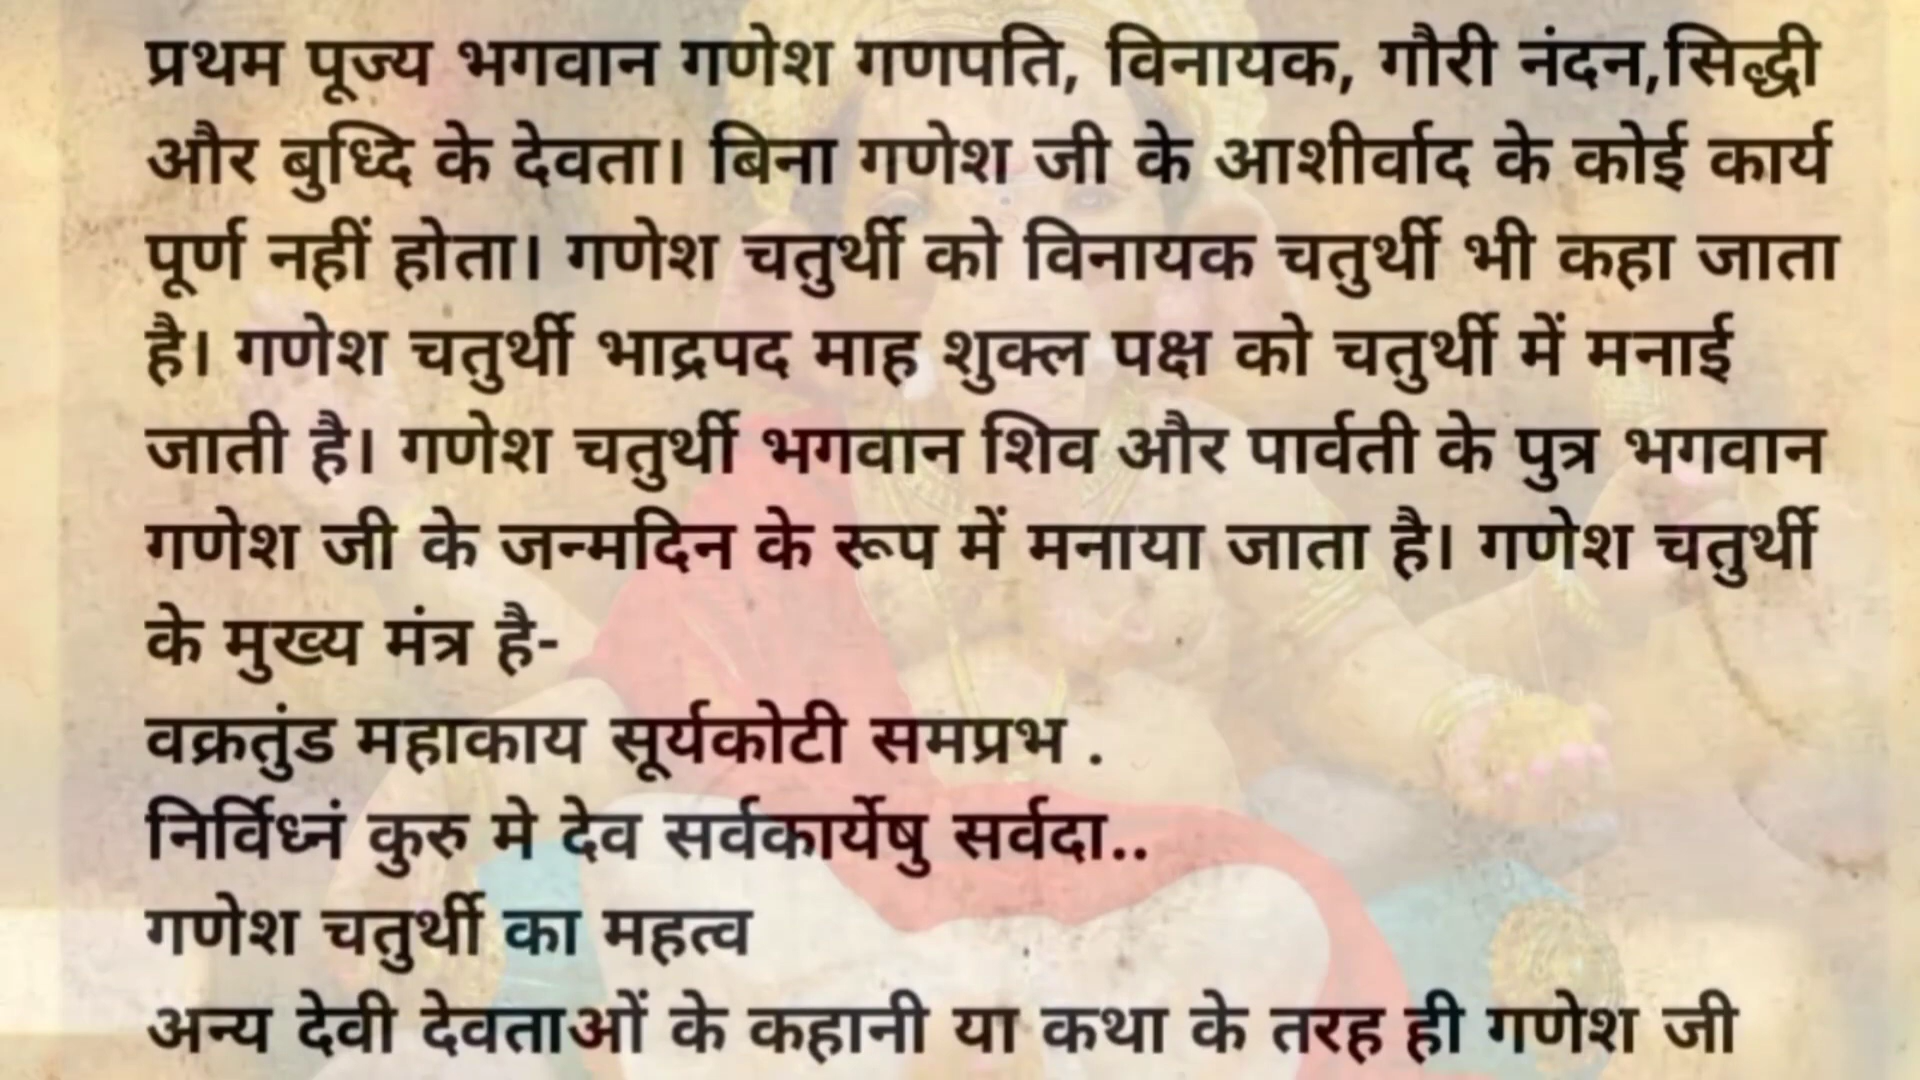 प्रथम पूज्य भगवान गणेश गणपति, विनायक, गौरी नंदन,सिद्धी
और बुध्दि के देवता। बिना गणेश जी के आशीर्वाद के कोई कार्य
पूर्ण नहीं होता। गणेश चतुर्थी को विनायक चतुर्थी भी कहा जाता
है। गणेश चतुर्थी भाद्रपद माह शुक्ल पक्ष को चतुर्थी में मनाई
जाती है। गणेश चतुर्थी भगवान शिव और पार्वती के पुत्र भगवान
गणेश जी के जन्मदिन के रूप में मनाया जाता है। गणेश चतुर्थी
के मुख्य मंत्र है-
वक्रतुंड महाकाय सूर्यकोटी समप्रभ .
निर्विध्नं कुरु मे देव सर्वकार्येषु सर्वदा..
गणेश चतुर्थी का महत्व
अन्य देवी देवताओं के कहानी या कथा के तरह ही गणेश जी